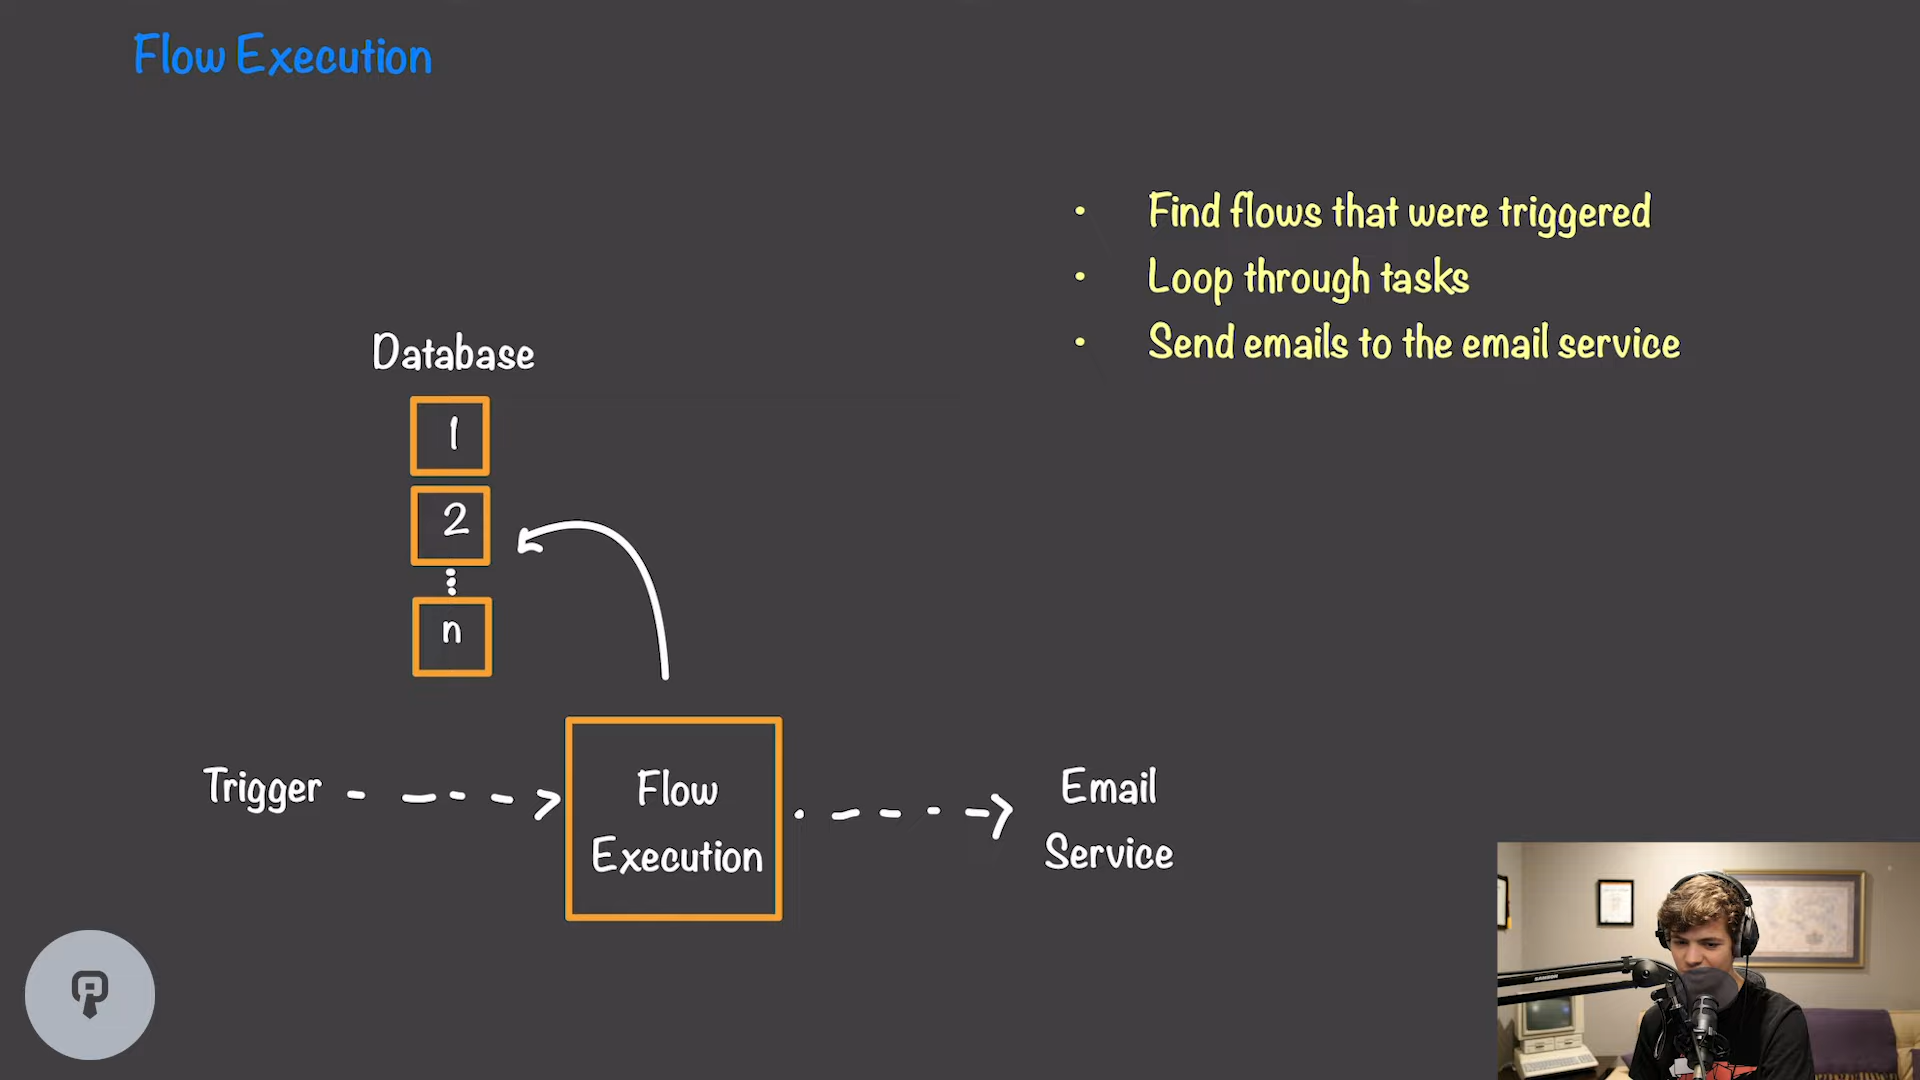 Flow Execution
• Find flows that were triggered
• Loop through tasks
• Send emails to the email service
Database
1
2
n
Trigger
Flow
Execution
Email
Service
SAMSON